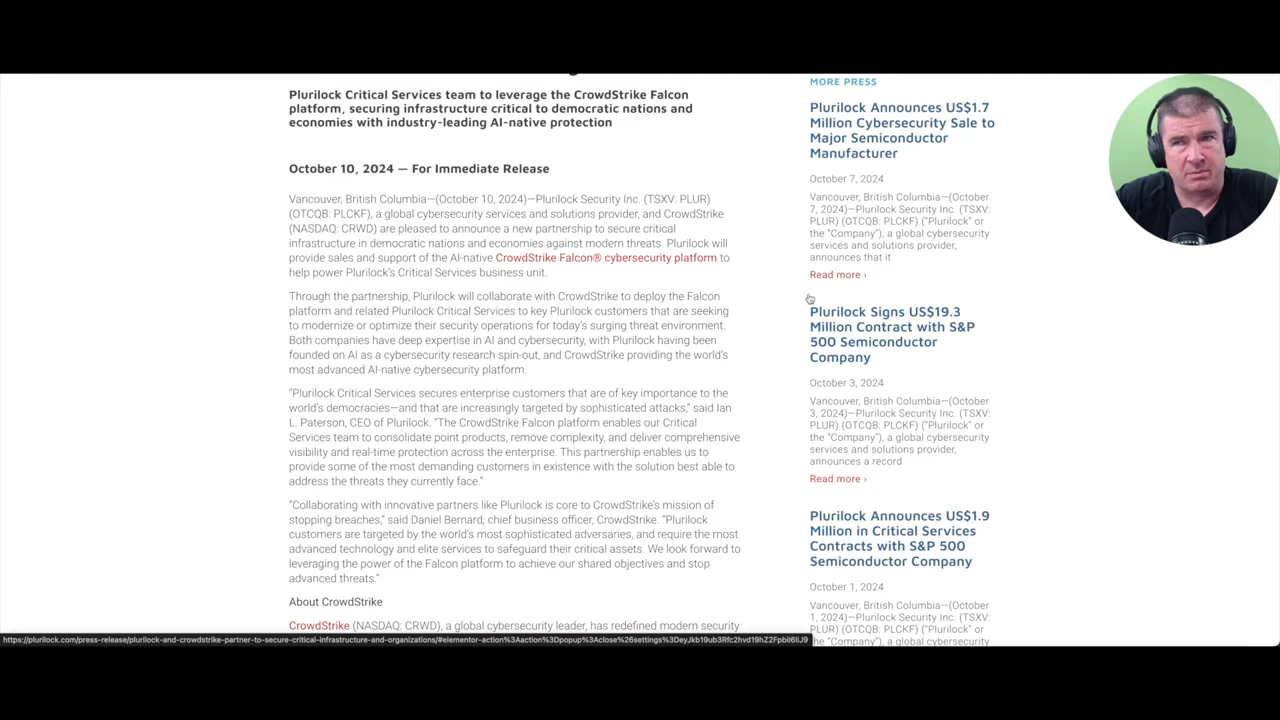 Plurilock Critical Services team to leverage the CrowdStrike Falcon
platform, securing infrastructure critical to democratic nations and
economies with industry-leading AI-native protection
October 10, 2024 — For Immediate Release
Vancouver, British Columbia—(October 10, 2024)—Plurilock Security Inc. (TSXV: PLUR)
(OTCQB: PLCKF), a global cybersecurity services and solutions provider, and CrowdStrike
(NASDAQ: CRWD) are pleased to announce a new partnership to secure critical
infrastructure in democratic nations and economies against modern threats. Plurilock will
provide sales and support of the AI-native CrowdStrike Falcon® cybersecurity platform to
help power Plurilock's Critical Services business unit.
Through the partnership, Plurilock will collaborate with CrowdStrike to deploy the Falcon
platform and related Plurilock Critical Services to key Plurilock customers that are seeking
to modernize or optimize their security operations for today's surging threat environment.
Both companies have deep expertise in AI and cybersecurity, with Plurilock having been
founded on AI as a cybersecurity research spin-out, and CrowdStrike providing the world's
most advanced AI-native cybersecurity platform.
"Plurilock Critical Services secures enterprise customers that are of key importance to the
world's democracies—and that are increasingly targeted by sophisticated attacks," said Ian
L. Paterson, CEO of Plurilock. "The CrowdStrike Falcon platform enables our Critical
Services team to consolidate point products, remove complexity, and deliver comprehensive
visibility and real-time protection across the enterprise. This partnership enables us to
provide some of the most demanding customers in existence with the solution best able to
address the threats they currently face."
"Collaborating with innovative partners like Plurilock is core to CrowdStrike's mission of
stopping breaches," said Daniel Bernard, chief business officer, CrowdStrike. "Plurilock
customers are targeted by the world's most sophisticated adversaries, and require the most
advanced technology and elite services to safeguard their critical assets. We look forward to
leveraging the power of the Falcon platform to achieve our shared objectives and stop
advanced threats."
About CrowdStrike
CrowdStrike (NASDAQ: CRWD), a global cybersecurity leader, has redefined modern security
MORE PRESS
Plurilock Announces US$1.7
Million Cybersecurity Sale to
Major Semiconductor
Manufacturer
October 7, 2024
Vancouver, British Columbia—(October
7, 2024)—Plurilock Security Inc. (TSXV:
PLUR) (OTCQB: PLCKF) ("Plurilock" or
the "Company"), a global cybersecurity
services and solutions provider,
announces that it
Read more ›
Plurilock Signs US$19.3
Million Contract with S&P
500 Semiconductor
Company
October 3, 2024
Vancouver, British Columbia—(October
3, 2024)—Plurilock Security Inc. (TSXV:
PLUR) (OTCQB: PLCKF) ("Plurilock" or
the "Company"), a global cybersecurity
services and solutions provider,
announces a record
Read more ›
Plurilock Announces US$1.9
Million in Critical Services
Contracts with S&P 500
Semiconductor Company
October 1, 2024
Vancouver, British Columbia—(October
1, 2024)—Plurilock Security Inc. (TSXV:
PLUR) (OTCQB: PLCKF) ("Plurilock" or
the "Company"), a global cybersecurity